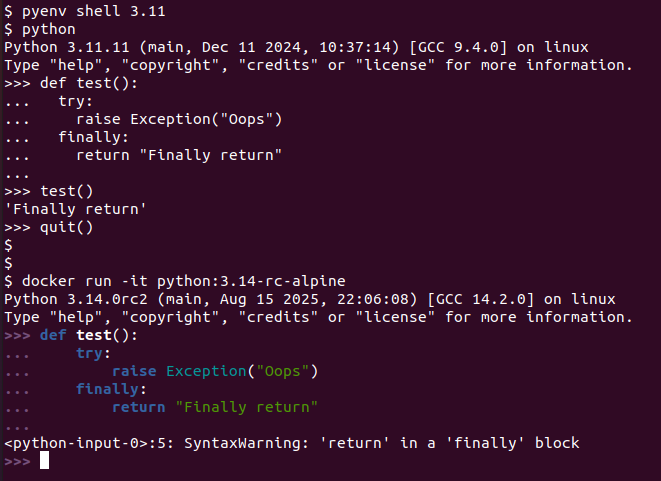 $ pyenv shell 3.11
$ python
Python 3.11.11 (main, Dec 11 2024, 10:37:14) [GCC 9.4.0] on linux
Type "help", "copyright", "credits" or "license" for more information.
>>> def test():
...   try:
...     raise Exception("Oops")
...   finally:
...     return "Finally return"
...
>>> test()
'Finally return'
>>> quit()
$
$
$ docker run -it python:3.14-rc-alpine
Python 3.14.0rc2 (main, Aug 15 2025, 22:06:08) [GCC 14.2.0] on linux
Type "help", "copyright", "credits" or "license" for more information.
>>> def test():
...     try:
...         raise Exception("Oops")
...     finally:
...         return "Finally return"
...
<python-input-0>:5: SyntaxWarning: 'return' in a 'finally' block
>>>